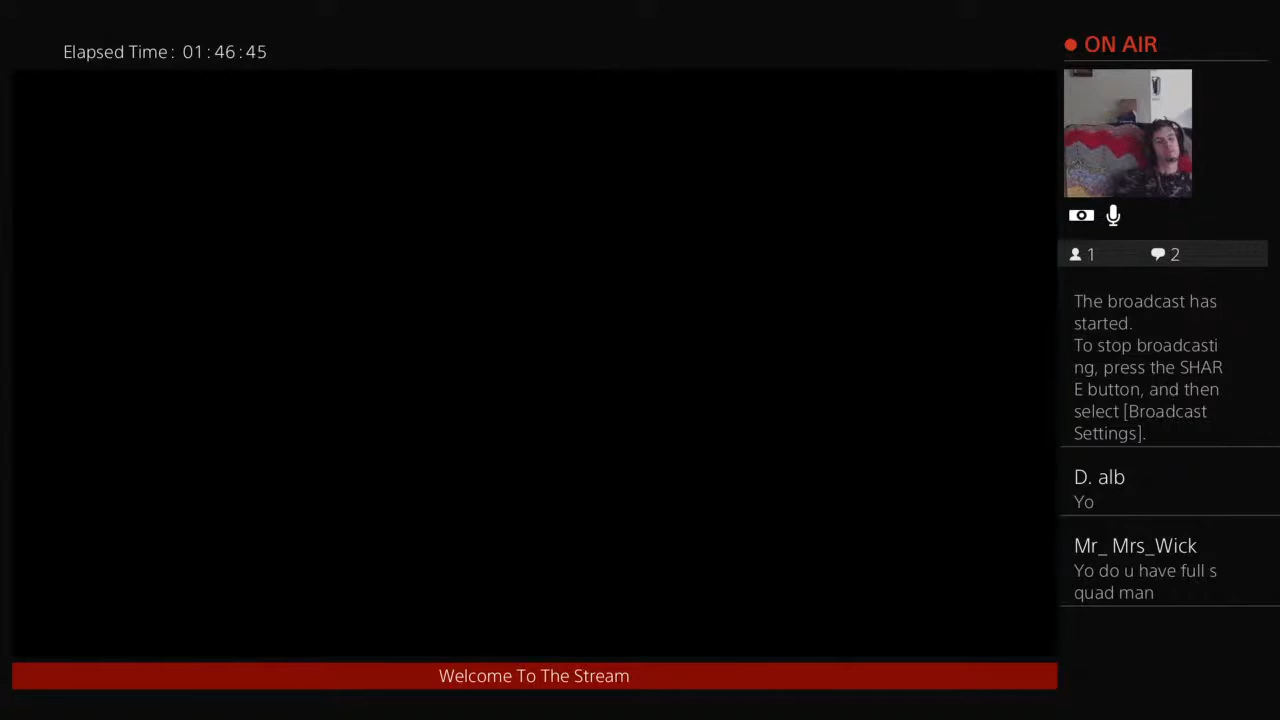 Elapsed Time: 01:46:45
ON AIR
1 2
The broadcast has
started.
To stop broadcasti
ng, press the SHAR
E button, and then
select [Broadcast
Settings].
D. alb
Yo
Mr_ Mrs_Wick
Yo do u have full s
quad man
Welcome To The Stream